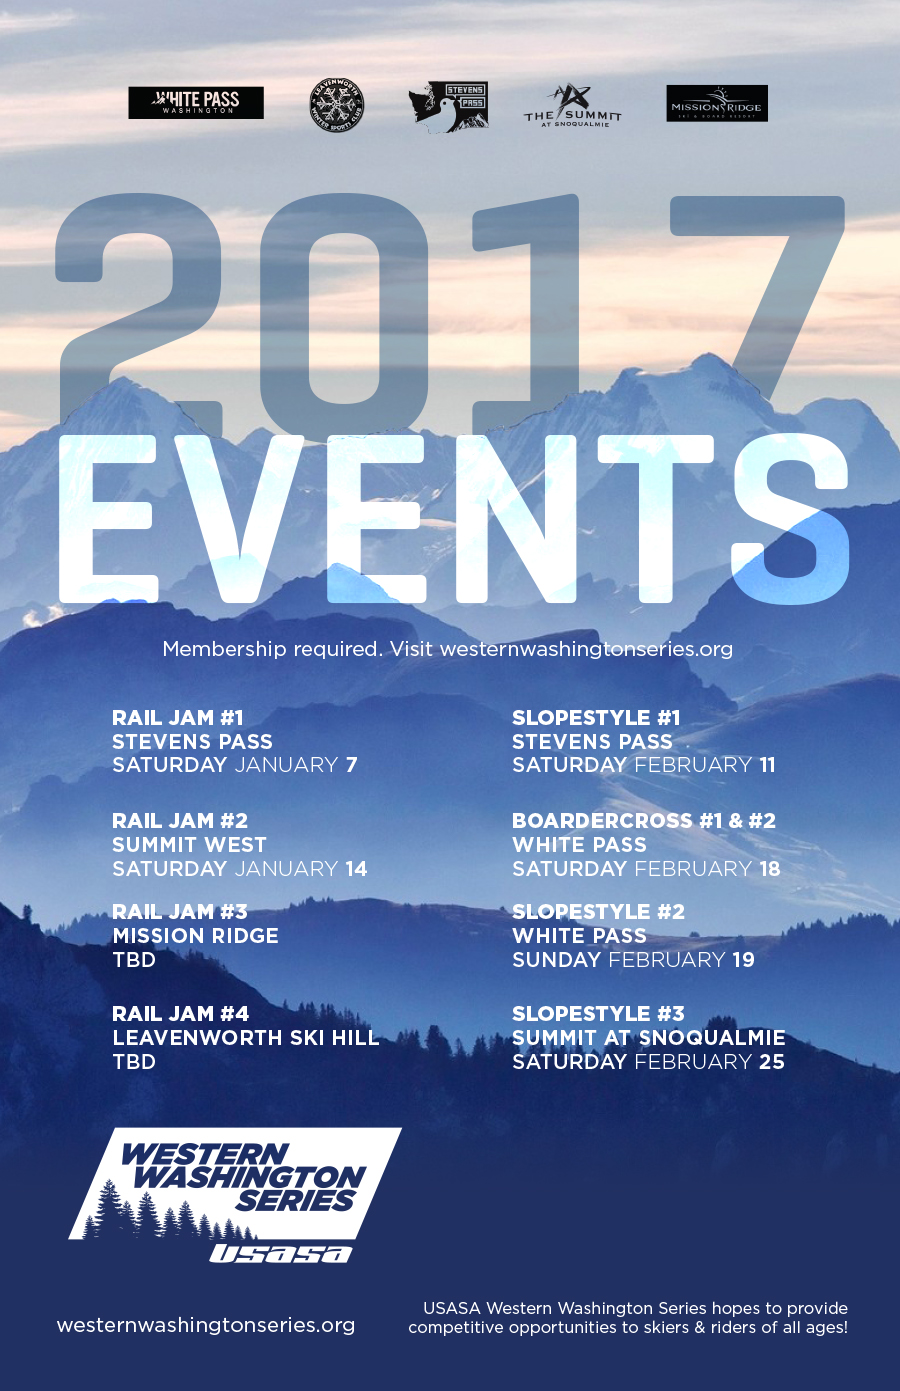 WHITE PASS
WASHINGTON
LEAVENWORTH
WINTER SPORTS CLUB
STEVENS
PASS
THE SUMMIT
AT SNOQUALMIE
MISSION RIDGE
SKI & BOARD RESORT
2017
EVENTS
Membership required. Visit westernwashingtonseries.org
RAIL JAM #1
STEVENS PASS
SATURDAY JANUARY 7
RAIL JAM #2
SUMMIT WEST
SATURDAY JANUARY 14
RAIL JAM #3
MISSION RIDGE
TBD
RAIL JAM #4
LEAVENWORTH SKI HILL
TBD
SLOPESTYLE #1
STEVENS PASS
SATURDAY FEBRUARY 11
BOARDERCROSS #1 & #2
WHITE PASS
SATURDAY FEBRUARY 18
SLOPESTYLE #2
WHITE PASS
SUNDAY FEBRUARY 19
SLOPESTYLE #3
SUMMIT AT SNOQUALMIE
SATURDAY FEBRUARY 25
WESTERN
WASHINGTON
SERIES
USASA
westernwashingtonseries.org
USASA Western Washington Series hopes to provide
competitive opportunities to skiers & riders of all ages!